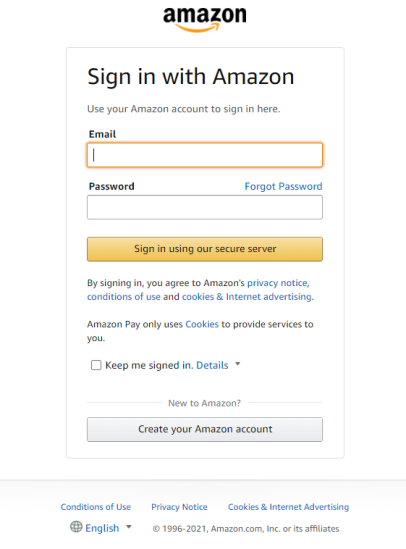 amazon
Sign in with Amazon
Use your Amazon account to sign in here.
Email
Password Forgot Password
Sign in using our secure server
By signing in, you agree to Amazon's privacy notice,
conditions of use and cookies & Internet advertising.
Amazon Pay only uses Cookies to provide services to
you.
Keep me signed in. Details
New to Amazon?
Create your Amazon account
Conditions of Use Privacy Notice Cookies & Internet Advertising
English © 1996-2021, Amazon.com, Inc. or its affiliates